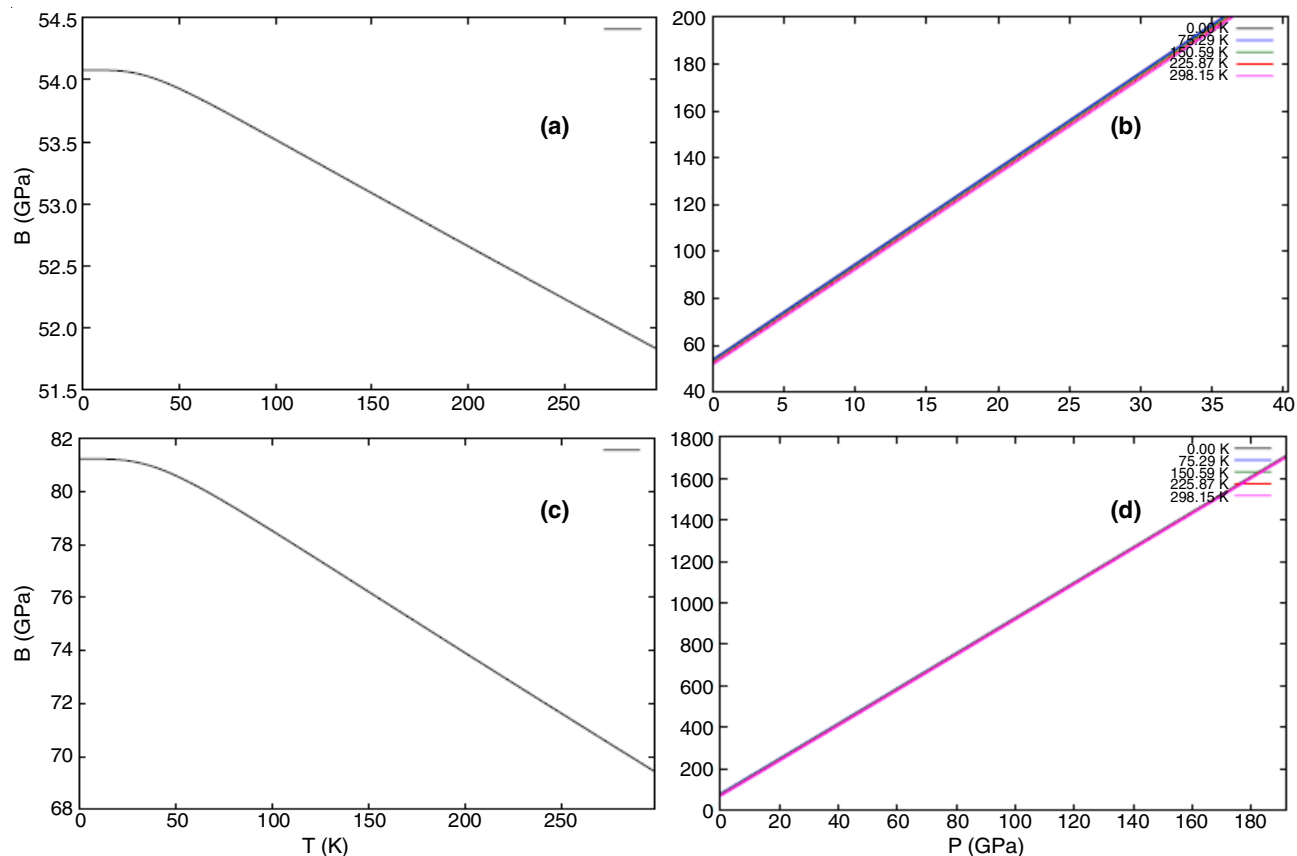 54.5
54.0
53.5
53.0
52.5
52.0
51.5
B (GPa)
(a)
0 50 100 150 200 250
200
180
160
140
120
100
80
60
40
0.00 K
75.29 K
150.59 K
225.87 K
298.15 K
(b)
0 5 10 15 20 25 30 35 40
82
80
78
76
74
72
70
68
B (GPa)
(c)
0 50 100 150 200 250
T (K)
1800
1600
1400
1200
1000
800
600
400
200
0
0.00 K
75.29 K
150.59 K
225.87 K
298.15 K
(d)
0 20 40 60 80 100 120 140 160 180
P (GPa)